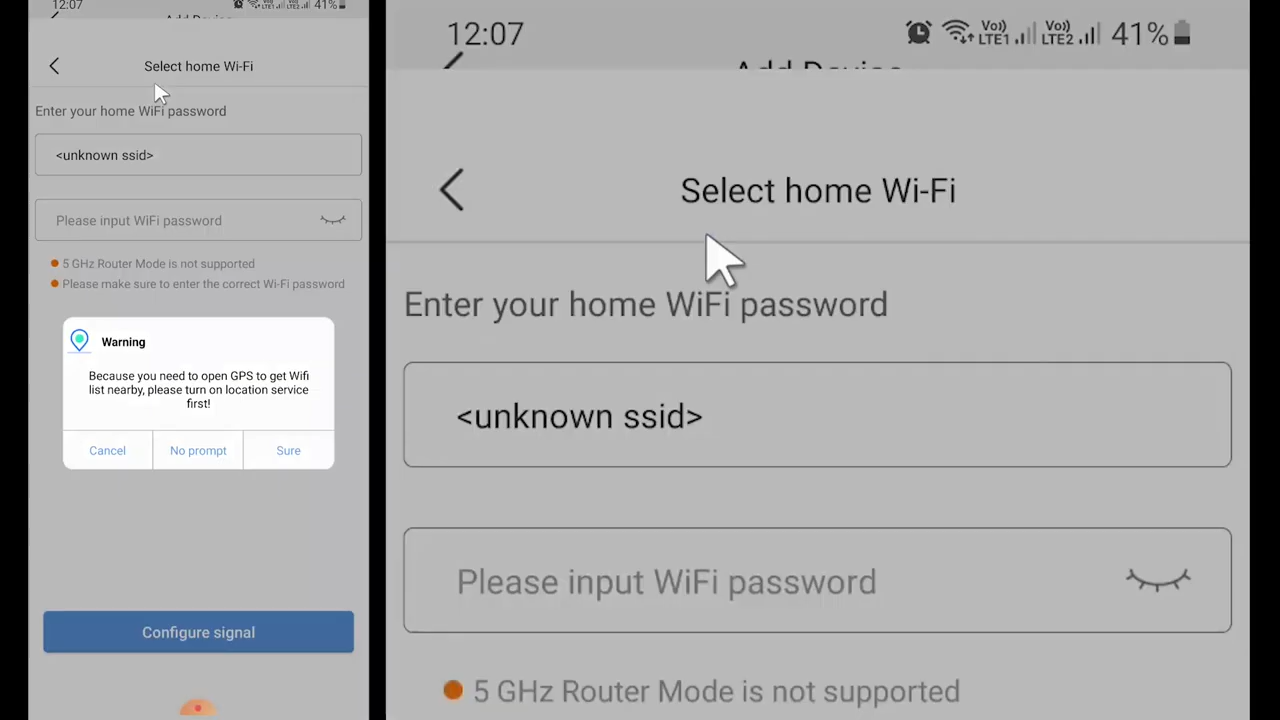 12:07
41%
Add Device
Select home Wi-Fi
Enter your home WiFi password
<unknown ssid>
Please input WiFi password
5 GHz Router Mode is not supported
Please make sure to enter the correct Wi-Fi password
Warning
Because you need to open GPS to get Wifi
list nearby, please turn on location service
first!
Cancel
No prompt
Sure
Configure signal
12:07
Vo) LTE1 Vo) LTE2 41%
Add Device
Select home Wi-Fi
Enter your home WiFi password
<unknown ssid>
Please input WiFi password
5 GHz Router Mode is not supported